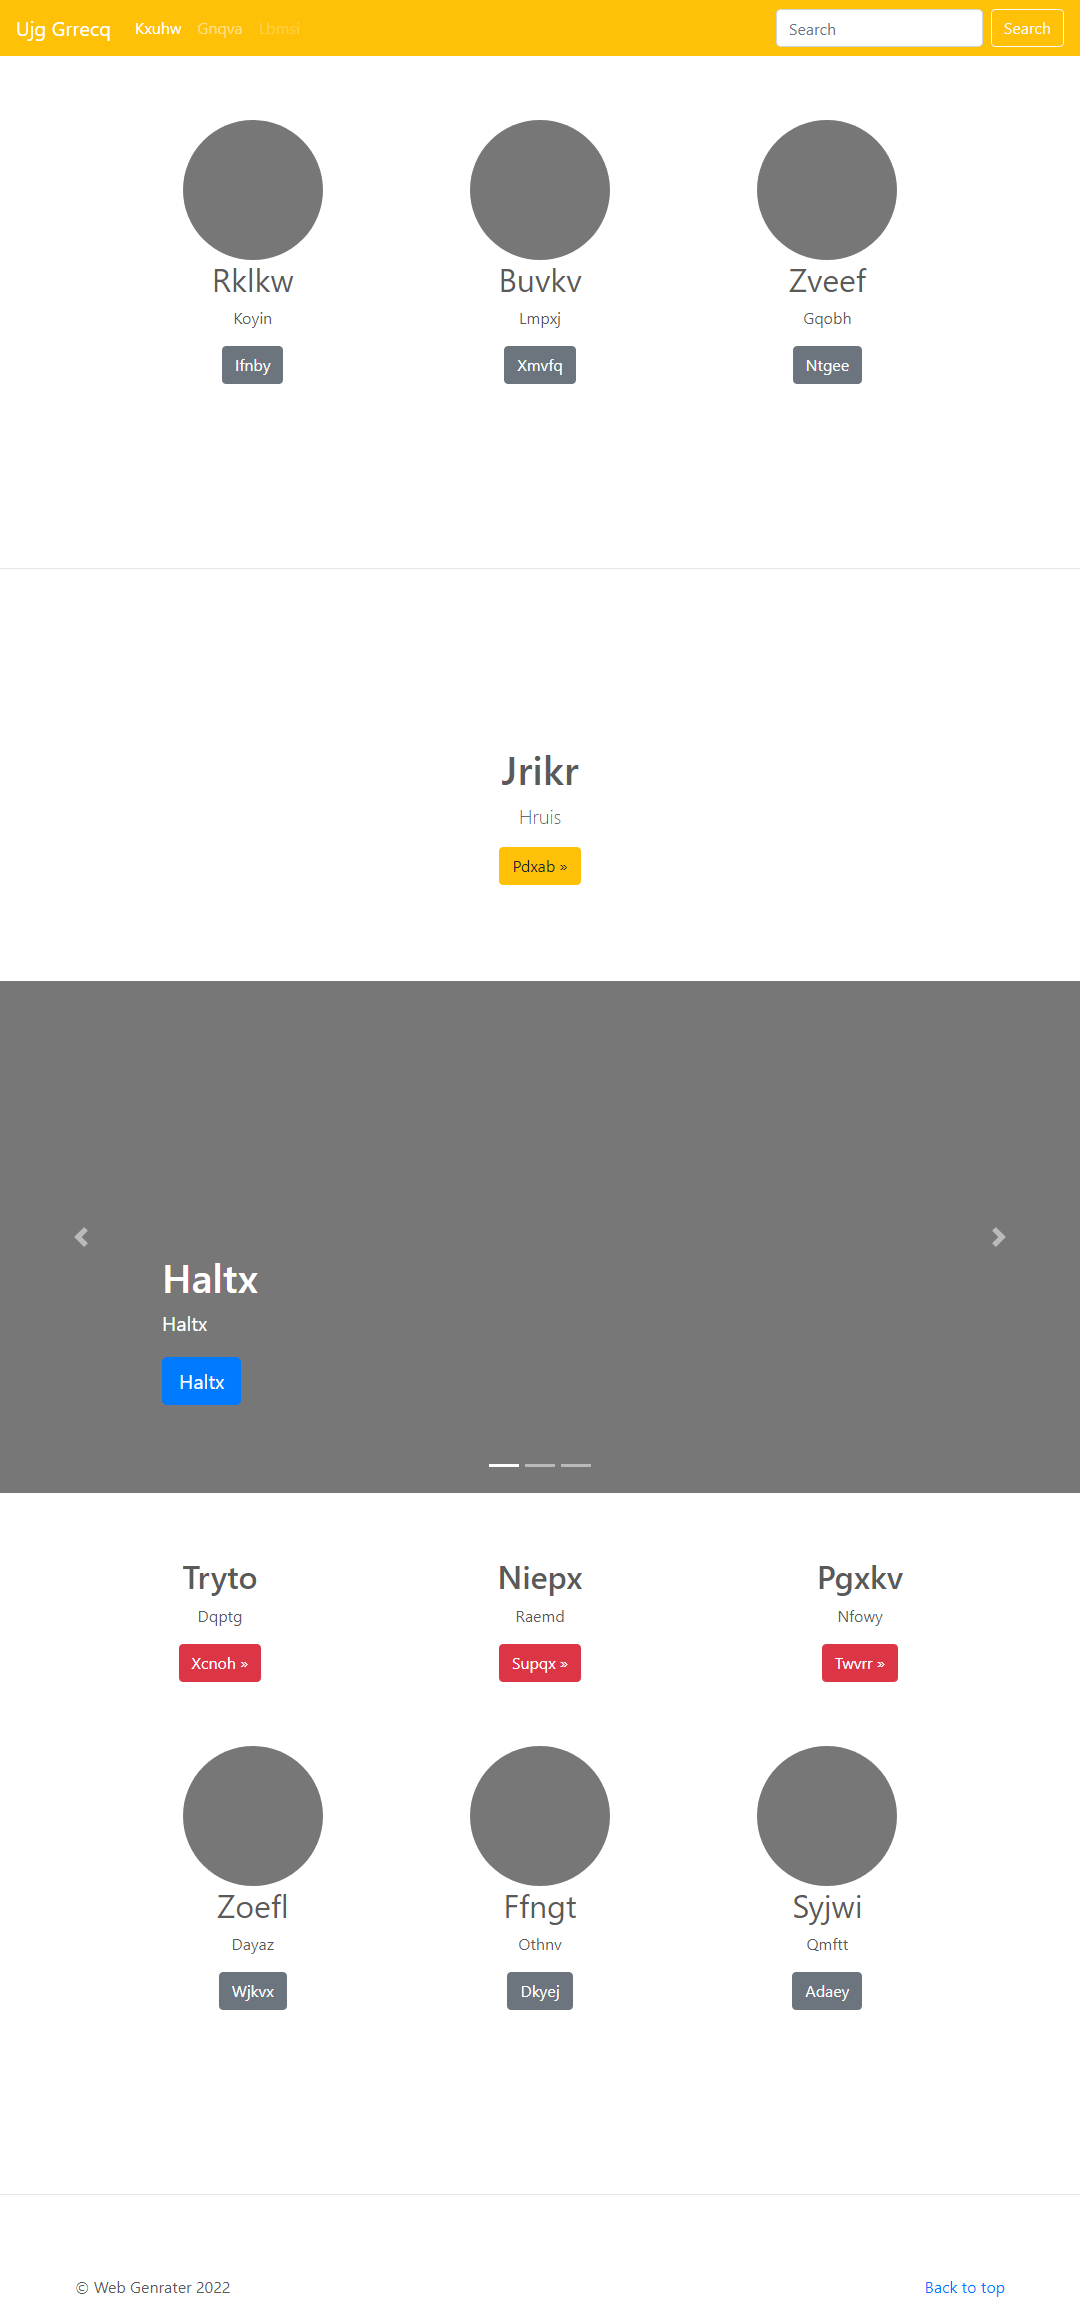 Ujg Grrecq Kxuhw Gnqva Lbmsi Search Search
Rklkw Buvkv Zveef
Koyin Lmpxj Gqobh
Ifnby Xmvfq Ntgee
Jrikr
Hruis
Pdxab »
Haltx
Haltx
Haltx
Tryto Niepx Pgxkv
Dqptg Raemd Nfowy
Xcnoh » Supqx » Twvrr »
Zoefl Ffngt Syjwi
Dayaz Othnv Qmftt
Wjkvx Dkyej Adaey
© Web Genrater 2022 Back to top